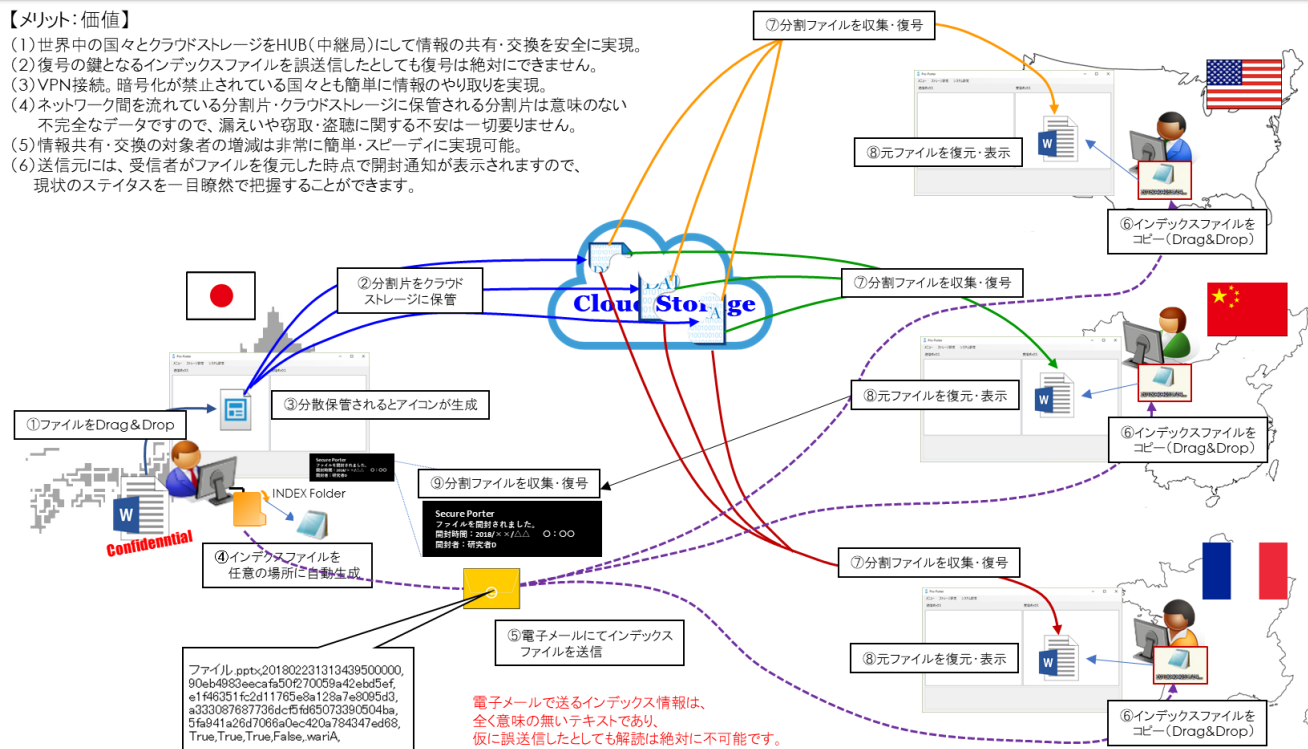 【メリット：価値】
(1)世界中の国々とクラウドストレージをHUB(中継局)にして情報の共有・交換を安全に実現。
(2)復号の鍵となるインデックスファイルを誤送信したとしても復号は絶対にできません。
(3)VPN接続。暗号化が禁止されている国々とも簡単に情報のやり取りを実現。
(4)ネットワーク間を流れている分割片・クラウドストレージに保管される分割片は意味のない
不完全なデータですので、漏えいや窃取・盗聴に関する不安は一切要りません。
(5)情報共有・交換の対象者の増減は非常に簡単・スピーディに実現可能。
(6)送信元には、受信者がファイルを復元した時点で開封通知が表示されますので、
現状のステイタスを一目瞭然で把握することができます。
⑦分割ファイルを収集・復号
⑧元ファイルを復元・表示
W
⑥インデックスファイルを
コピー(Drag&Drop)
②分割片をクラウド
ストレージに保管
Cloud Storage
⑦分割ファイルを収集・復号
W
⑧元ファイルを復元・表示
⑥インデックスファイルを
コピー(Drag&Drop)
①ファイルをDrag&Drop
③分散保管されるとアイコンが生成
W
Confidenntial
INDEX Folder
④インデックスファイルを
任意の場所に自動生成
Secure Porter
ファイルを開封されました。
開封時間：2018/××/△△ 〇：〇〇
開封者：研究者D
⑨分割ファイルを収集・復号
Secure Porter
ファイルを開封されました。
開封時間：2018/××/△△ 〇：〇〇
開封者：研究者D
⑤電子メールにてインデックス
ファイルを送信
ファイル.pptx,20180223131343950­0000,
90eb4983eecafa50f270059a42ebd5ef,
e1f46351fc2d11765e8a128a7e8095d3,
a333087687736dcf5fd65073390504ba,
5fa941a26d7066a0ec420a784347ed68,
True,True,True,False,.wariA,
電子メールで送るインデックス情報は、
全く意味の無いテキストであり、
仮に誤送信したとしても解読は絶対に不可能です。
⑦分割ファイルを収集・復号
W
⑧元ファイルを復元・表示
⑥インデックスファイルを
コピー(Drag&Drop)